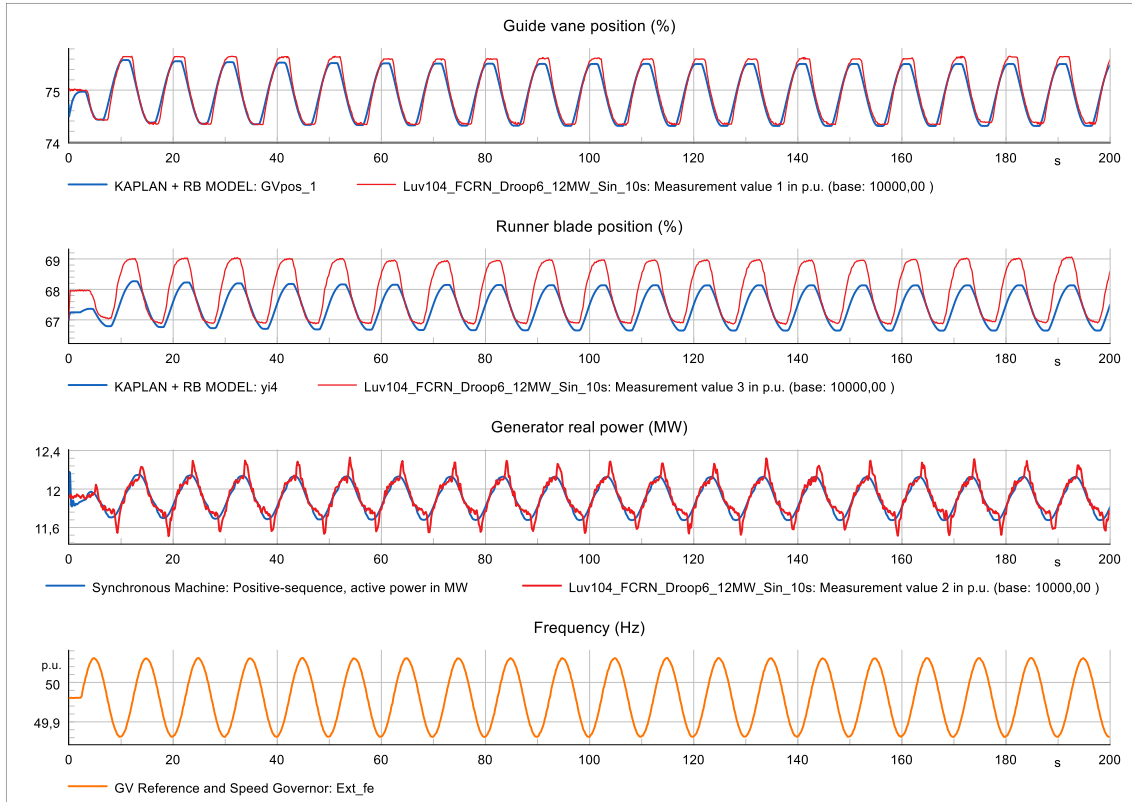 Guide vane position (%)
75
74
0 20 40 60 80 100 120 140 160 180 s 200
KAPLAN + RB MODEL: GVpos_1 Luv104_FCRN_Droop6_12MW_Sin_10s: Measurement value 1 in p.u. (base: 10000,00 )
Runner blade position (%)
69
68
67
0 20 40 60 80 100 120 140 160 180 s 200
KAPLAN + RB MODEL: yi4 Luv104_FCRN_Droop6_12MW_Sin_10s: Measurement value 3 in p.u. (base: 10000,00 )
Generator real power (MW)
12,4
12
11,6
0 20 40 60 80 100 120 140 160 180 s 200
Synchronous Machine: Positive-sequence, active power in MW Luv104_FCRN_Droop6_12MW_Sin_10s: Measurement value 2 in p.u. (base: 10000,00 )
Frequency (Hz)
p.u.
50
49,9
0 20 40 60 80 100 120 140 160 180 s 200
GV Reference and Speed Governor: Ext_fe